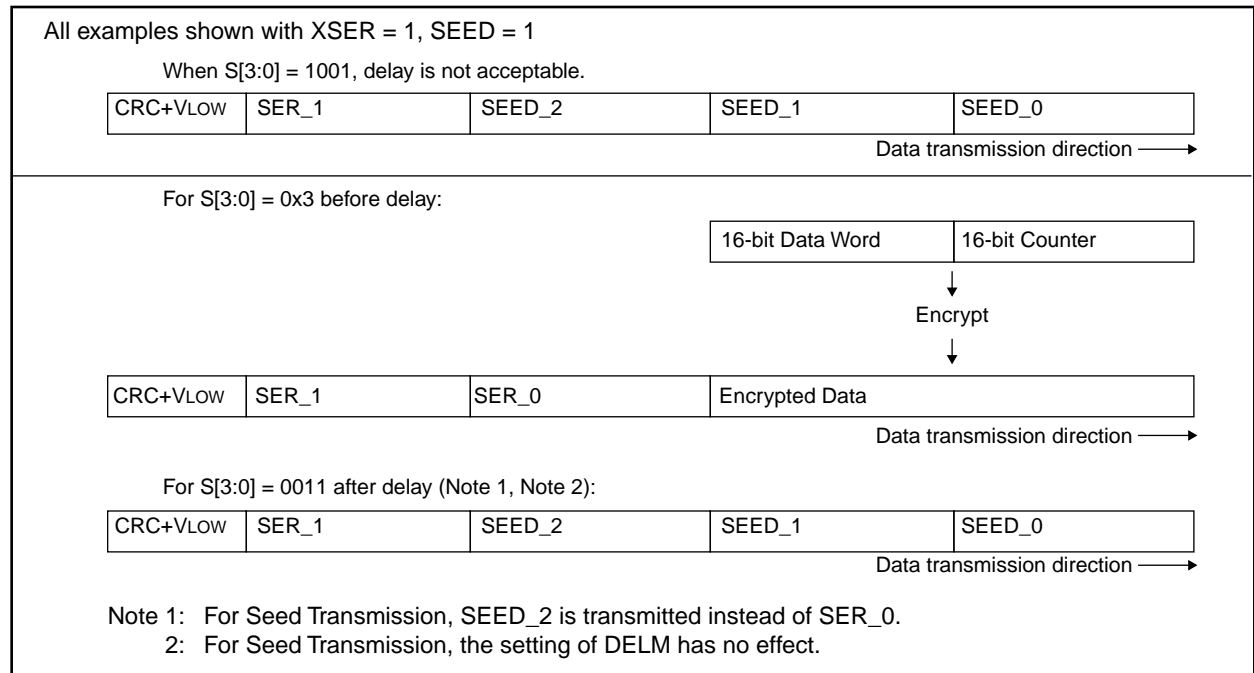 All examples shown with XSER = 1, SEED = 1
When S[3:0] = 1001, delay is not acceptable.
CRC+VLOW SER_1 SEED_2 SEED_1 SEED_0
Data transmission direction
For S[3:0] = 0x3 before delay:
16-bit Data Word 16-bit Counter
Encrypt
CRC+VLOW SER_1 SER_0 Encrypted Data
Data transmission direction
For S[3:0] = 0011 after delay (Note 1, Note 2):
CRC+VLOW SER_1 SEED_2 SEED_1 SEED_0
Data transmission direction
Note 1: For Seed Transmission, SEED_2 is transmitted instead of SER_0.
2: For Seed Transmission, the setting of DELM has no effect.